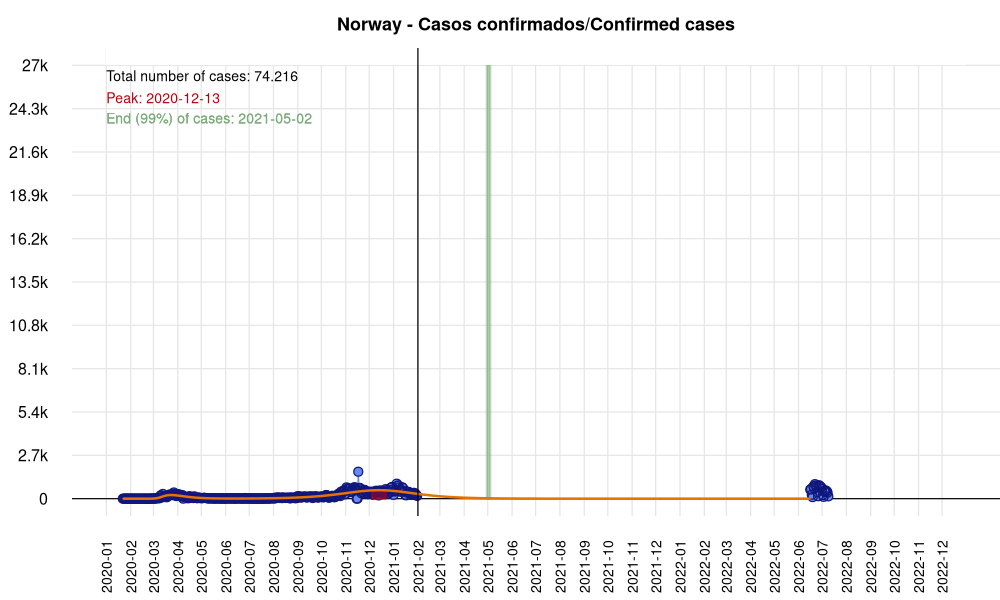 Norway - Casos confirmados/Confirmed cases
27k
Total number of cases: 74.216
Peak: 2020-12-13
24.3k
End (99%) of cases: 2021-05-02
21.6k
18.9k
16.2k
13.5k
10.8k
8.1k
5.4k
2.7k
0
2020-01
2020-02
2020-03
2020-04
2020-05
2020-06
2020-07
2020-08
2020-09
2020-10
2020-11
2020-12
2021-01
2021-02
2021-03
2021-04
2021-05
2021-06
2021-07
2021-08
2021-09
2021-10
2021-11
2021-12
2022-01
2022-02
2022-03
2022-04
2022-05
2022-06
2022-07
2022-08
2022-09
2022-10
2022-11
2022-12